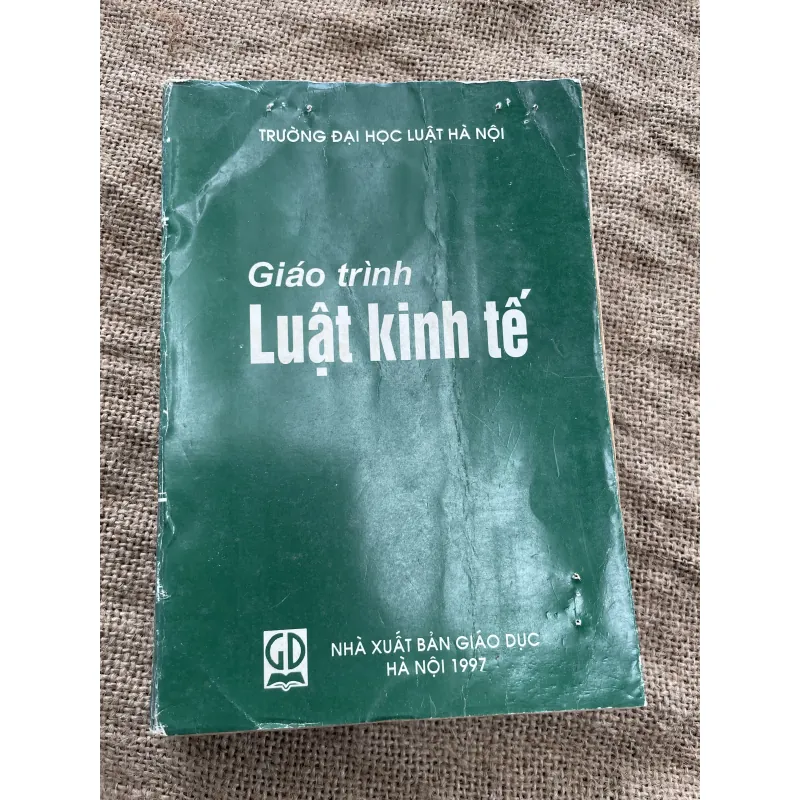 TRƯỜNG ĐẠI HỌC LUẬT HÀ NỘI
Giáo trình
Luật kinh tế
GD
NHÀ XUẤT BẢN GIÁO DỤC
HÀ NỘI 1997